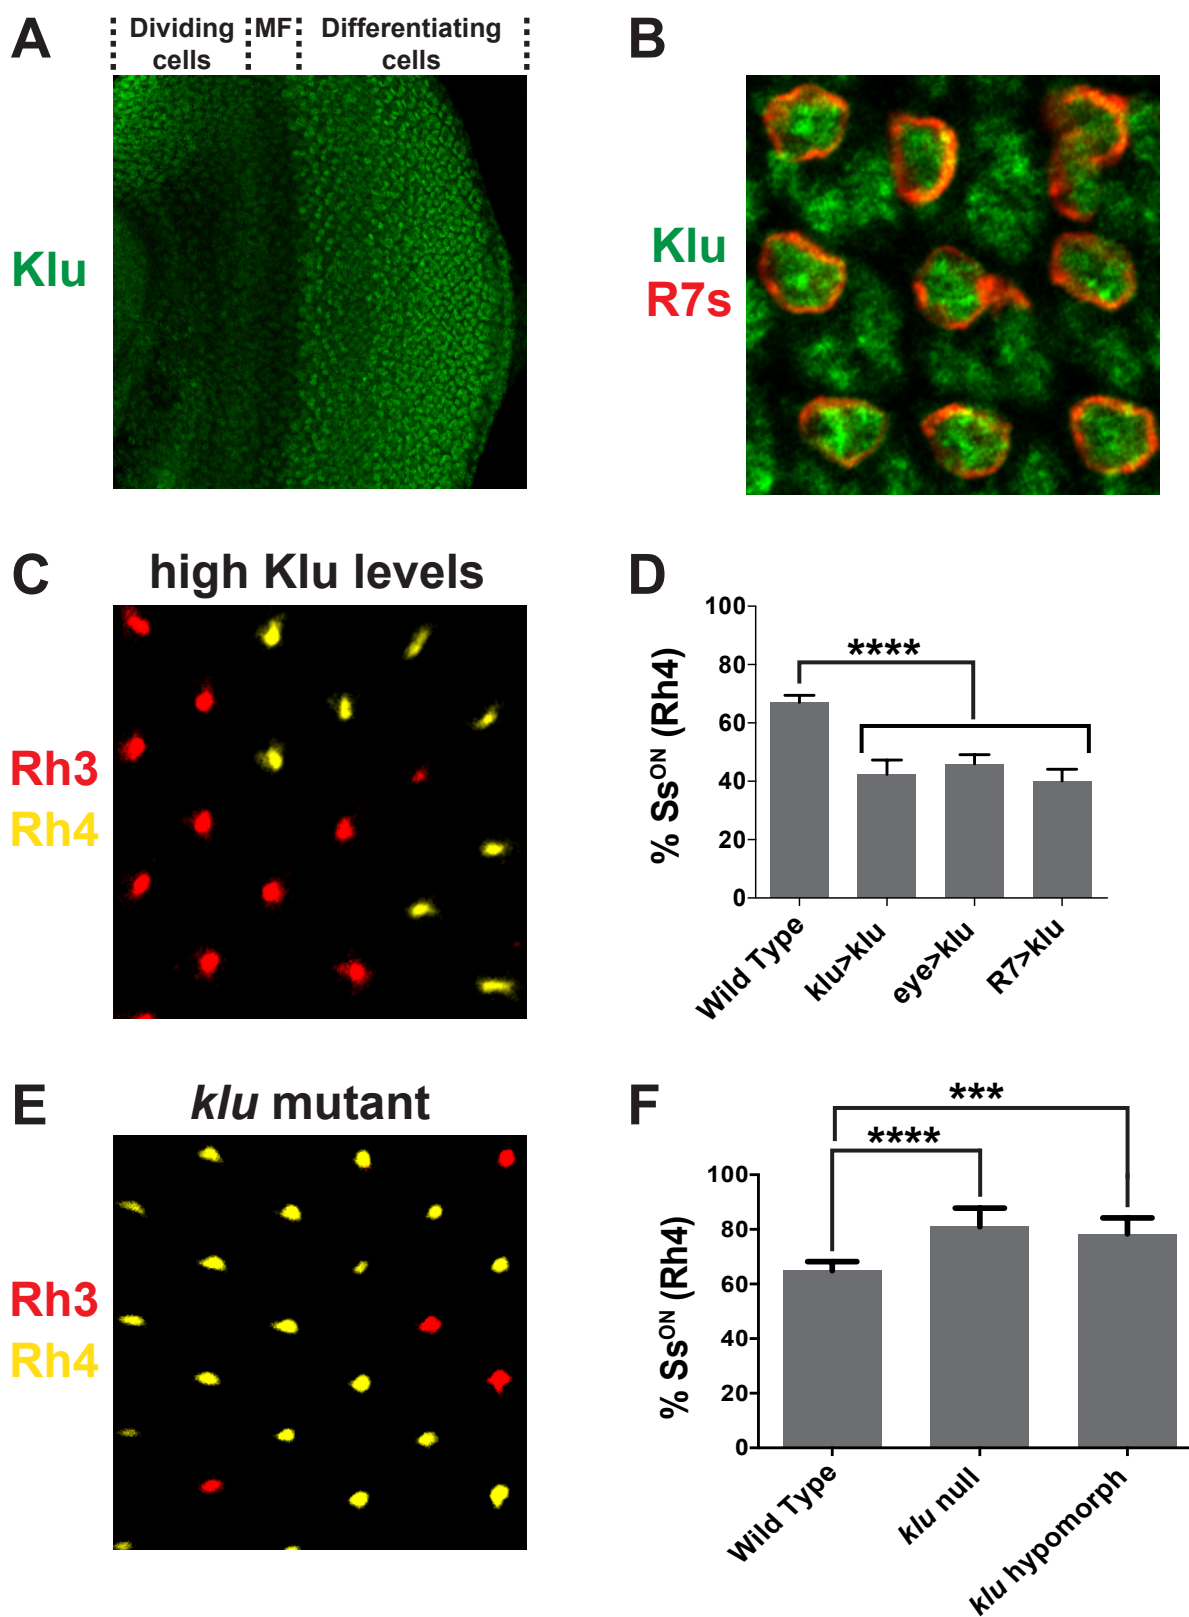 A
Dividing cells
MF
Differentiating cells
Klu
B
Klu
R7s
C
high Klu levels
Rh3
Rh4
D
% Ss^ON (Rh4)
100
80
60
40
20
0
****
Wild Type
klu>klu
eye>klu
R7>klu
E
klu mutant
Rh3
Rh4
F
% Ss^ON (Rh4)
100
80
60
40
20
0
***
****
Wild Type
klu null
klu hypomorph